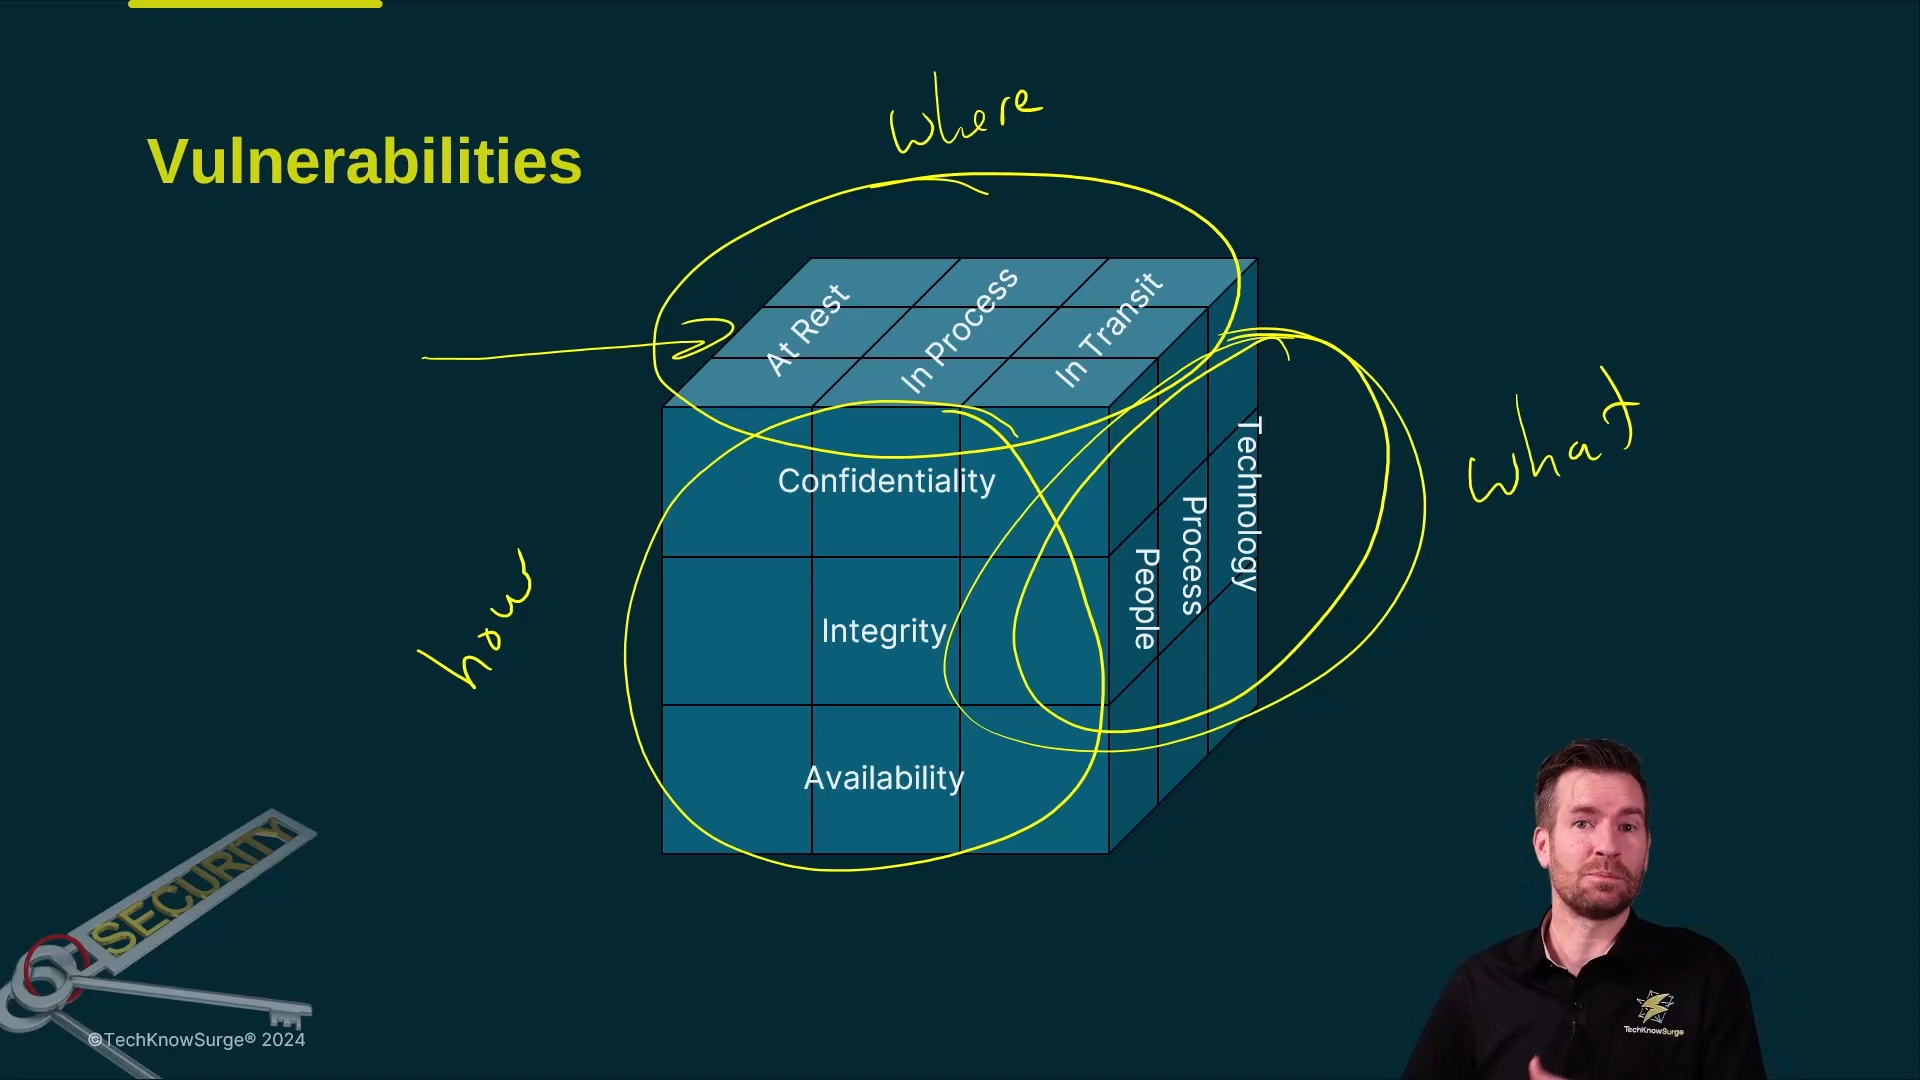 where
Vulnerabilities
At Rest
In Process
In Transit
what
Confidentiality
Technology
Process
People
how
Integrity
Availability
SECURITY
TechKnowSurge
©TechKnowSurge® 2024